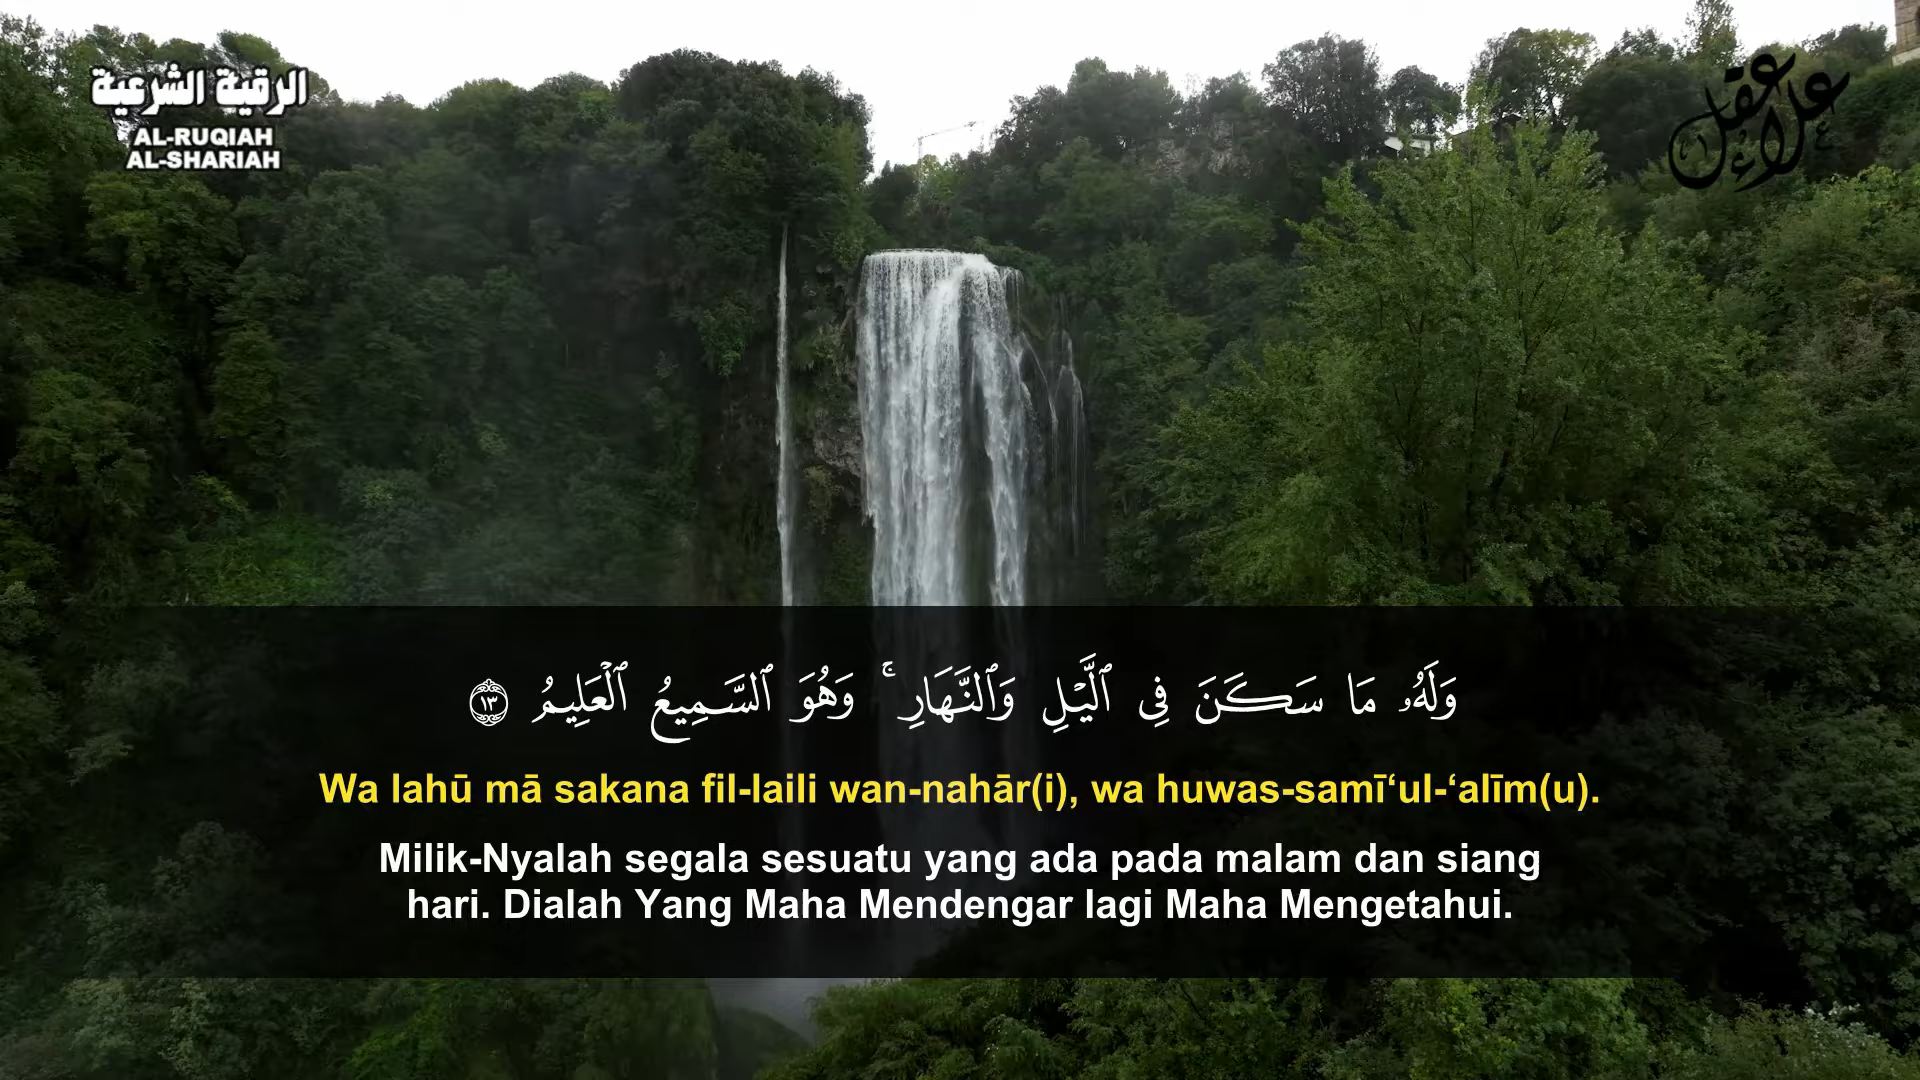 الرقية الشرعية
AL-RUQIAH
AL-SHARIAH
علاء عقل
وَلَهُۥ مَا سَكَنَ فِى ٱلَّيْلِ وَٱلنَّهَارِ ۚ وَهُوَ ٱلسَّمِيعُ ٱلْعَلِيمُ ١٣
Wa lahū mā sakana fil-laili wan-nahār(i), wa huwas-samī‘ul-‘alīm(u).
Milik-Nyalah segala sesuatu yang ada pada malam dan siang
hari. Dialah Yang Maha Mendengar lagi Maha Mengetahui.